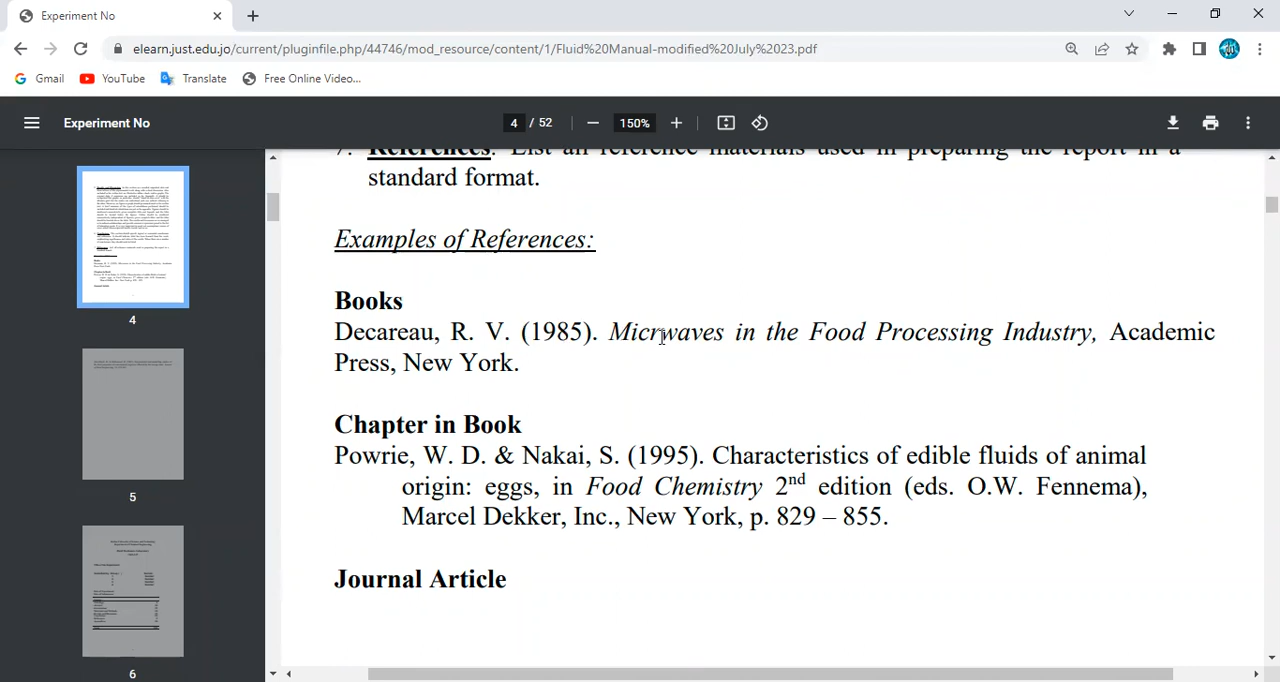 Experiment No
elearn.just.edu.jo/current/pluginfile.php/44746/mod_resource/content/1/Fluid%20Manual-modified%20July%2023.pdf
Gmail YouTube Translate Free Online Video...
Experiment No 4 / 52 150%
7. References: List all reference materials used in preparing the report in a
standard format.
Examples of References:
Books
Decareau, R. V. (1985). Micrwaves in the Food Processing Industry, Academic
Press, New York.
Chapter in Book
Powrie, W. D. & Nakai, S. (1995). Characteristics of edible fluids of animal
origin: eggs, in Food Chemistry 2nd edition (eds. O.W. Fennema),
Marcel Dekker, Inc., New York, p. 829 – 855.
Journal Article
4
5
6